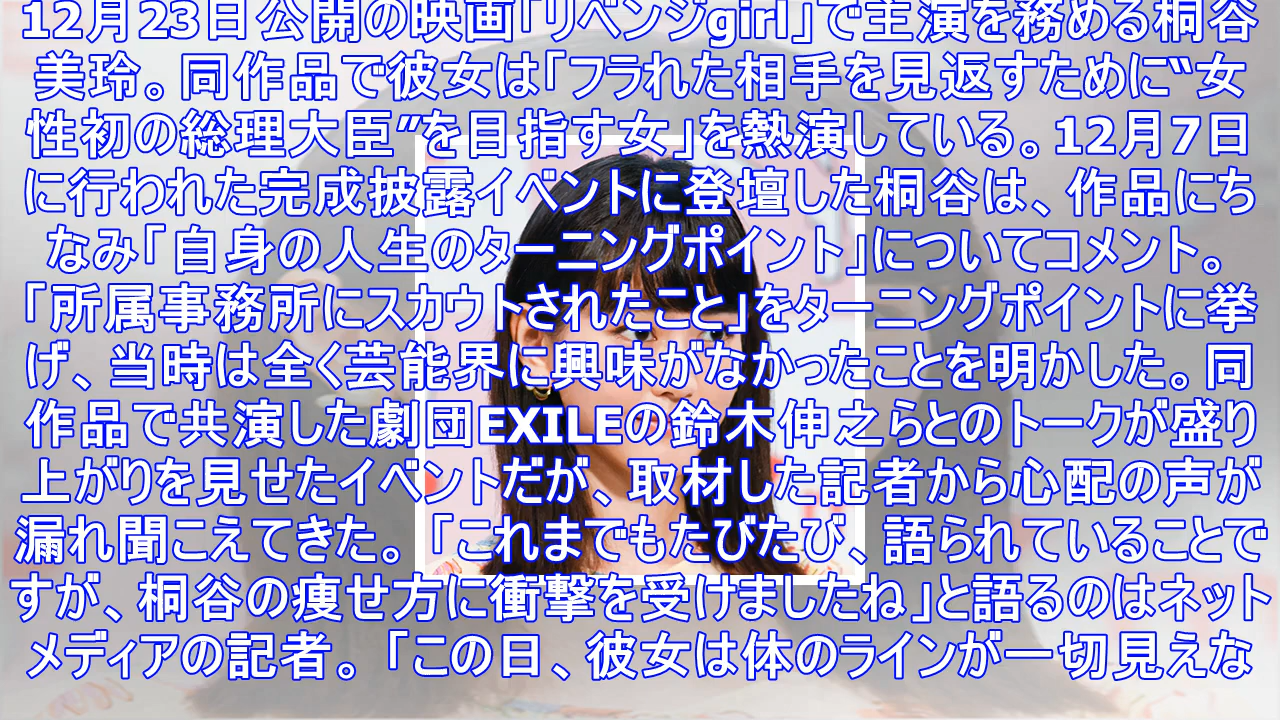 12月23日公開の映画「リベンジgirl」で主演を務める桐谷
美玲。同作品で彼女は「フラれた相手を見返すために“女
性初の総理大臣”を目指す女」を熱演している。12月7日
に行われた完成披露イベントに登壇した桐谷は、作品にち
なみ「自身の人生のターニングポイント」についてコメント。
「所属事務所にスカウトされたこと」をターニングポイントに挙
げ、当時は全く芸能界に興味がなかったことを明かした。同
作品で共演した劇団EXILEの鈴木伸之らとのトークが盛り
上がりを見せたイベントだが、取材した記者から心配の声が
漏れ聞こえてきた。「これまでもたびたび、語られていることで
すが、桐谷の痩せ方に衝撃を受けましたね」と語るのはネット
メディアの記者。「この日、彼女は体のラインが一切見えな